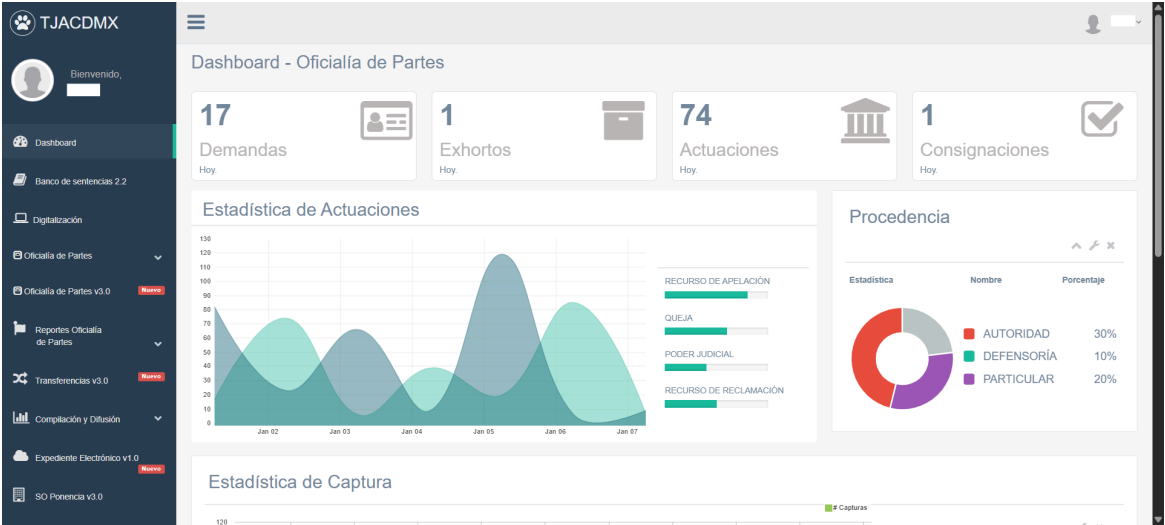 TJACDMX
Bienvenido,
Dashboard
Banco de sentencias 2.2
Digitalización
Oficialía de Partes
Oficialía de Partes v3.0 Nuevo
Reportes Oficialía
de Partes
Transferencias v3.0 Nuevo
Compilación y Difusión
Expediente Electrónico v1.0
Nuevo
SO Ponencia v3.0
Dashboard - Oficialía de Partes
17
Demandas
Hoy.
1
Exhortos
Hoy.
74
Actuaciones
Hoy.
1
Consignaciones
Hoy.
Estadística de Actuaciones
130
120
110
100
90
80
70
60
50
40
30
20
10
0
Jan 02 Jan 03 Jan 04 Jan 05 Jan 06 Jan 07
RECURSO DE APELACIÓN
QUEJA
PODER JUDICIAL
RECURSO DE RECLAMACIÓN
Procedencia
Estadística Nombre Porcentaje
AUTORIDAD 30%
DEFENSORÍA 10%
PARTICULAR 20%
Estadística de Captura
# Capturas
120